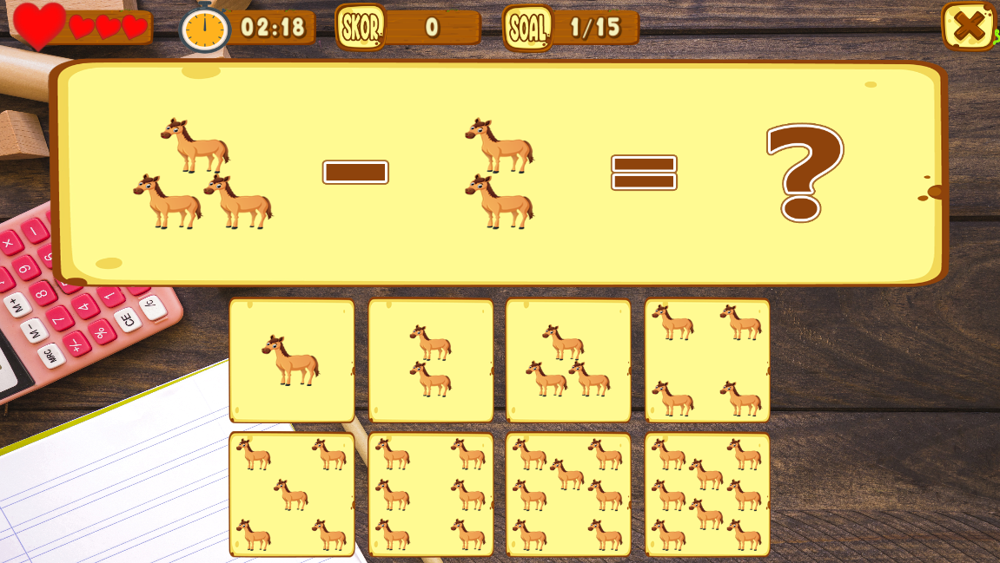 02:18
SKOR
0
SOAL
1/15
− = ?